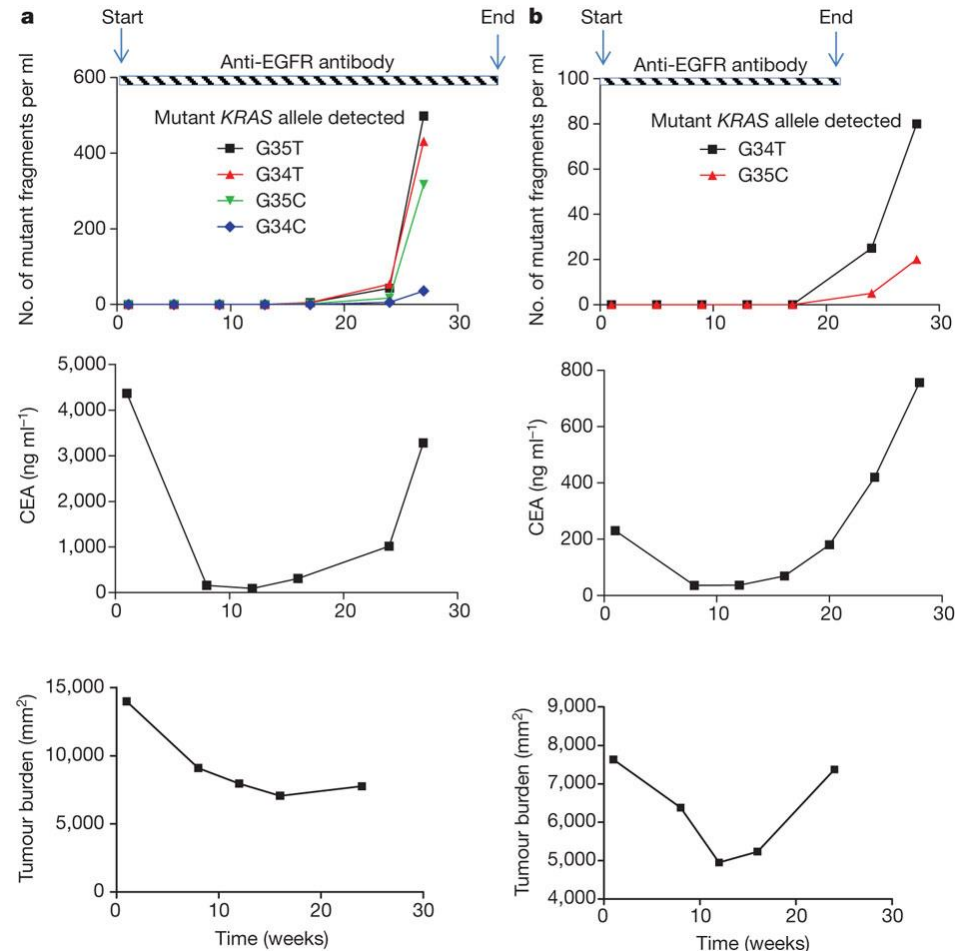 a
Start
End
Anti-EGFR antibody
No. of mutant fragments per ml
600
400
200
0
Mutant KRAS allele detected
G35T
G34T
G35C
G34C
0
10
20
30
b
Start
End
Anti-EGFR antibody
No. of mutant fragments per ml
100
80
60
40
20
0
Mutant KRAS allele detected
G34T
G35C
0
10
20
30
CEA (ng ml⁻¹)
5,000
4,000
3,000
2,000
1,000
0
0
10
20
30
CEA (ng ml⁻¹)
800
600
400
200
0
0
10
20
30
Tumour burden (mm²)
15,000
10,000
5,000
0
0
10
20
30
Time (weeks)
Tumour burden (mm²)
9,000
8,000
7,000
6,000
5,000
4,000
0
10
20
30
Time (weeks)